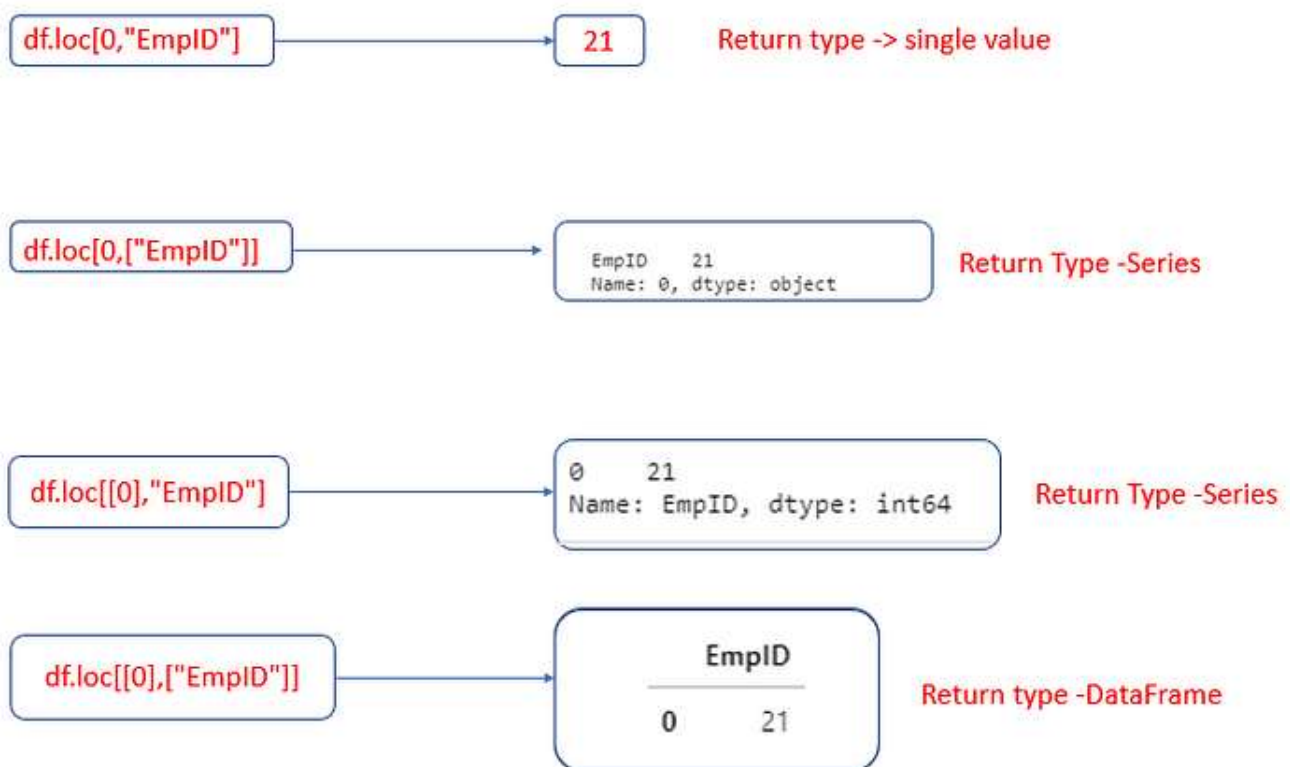 df.loc[0,"EmpID"]
21
Return type -> single value
df.loc[0,["EmpID"]]
EmpID 21
Name: 0, dtype: object
Return Type -Series
df.loc[[0],"EmpID"]
0 21
Name: EmpID, dtype: int64
Return Type -Series
df.loc[[0],["EmpID"]]
EmpID
0 21
Return type -DataFrame